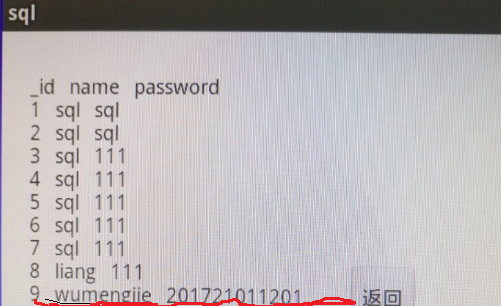 sql
_id name password
1 sql sql
2 sql sql
3 sql 111
4 sql 111
5 sql 111
6 sql 111
7 sql 111
8 liang 111
9 wumengjie 201721011201
返回